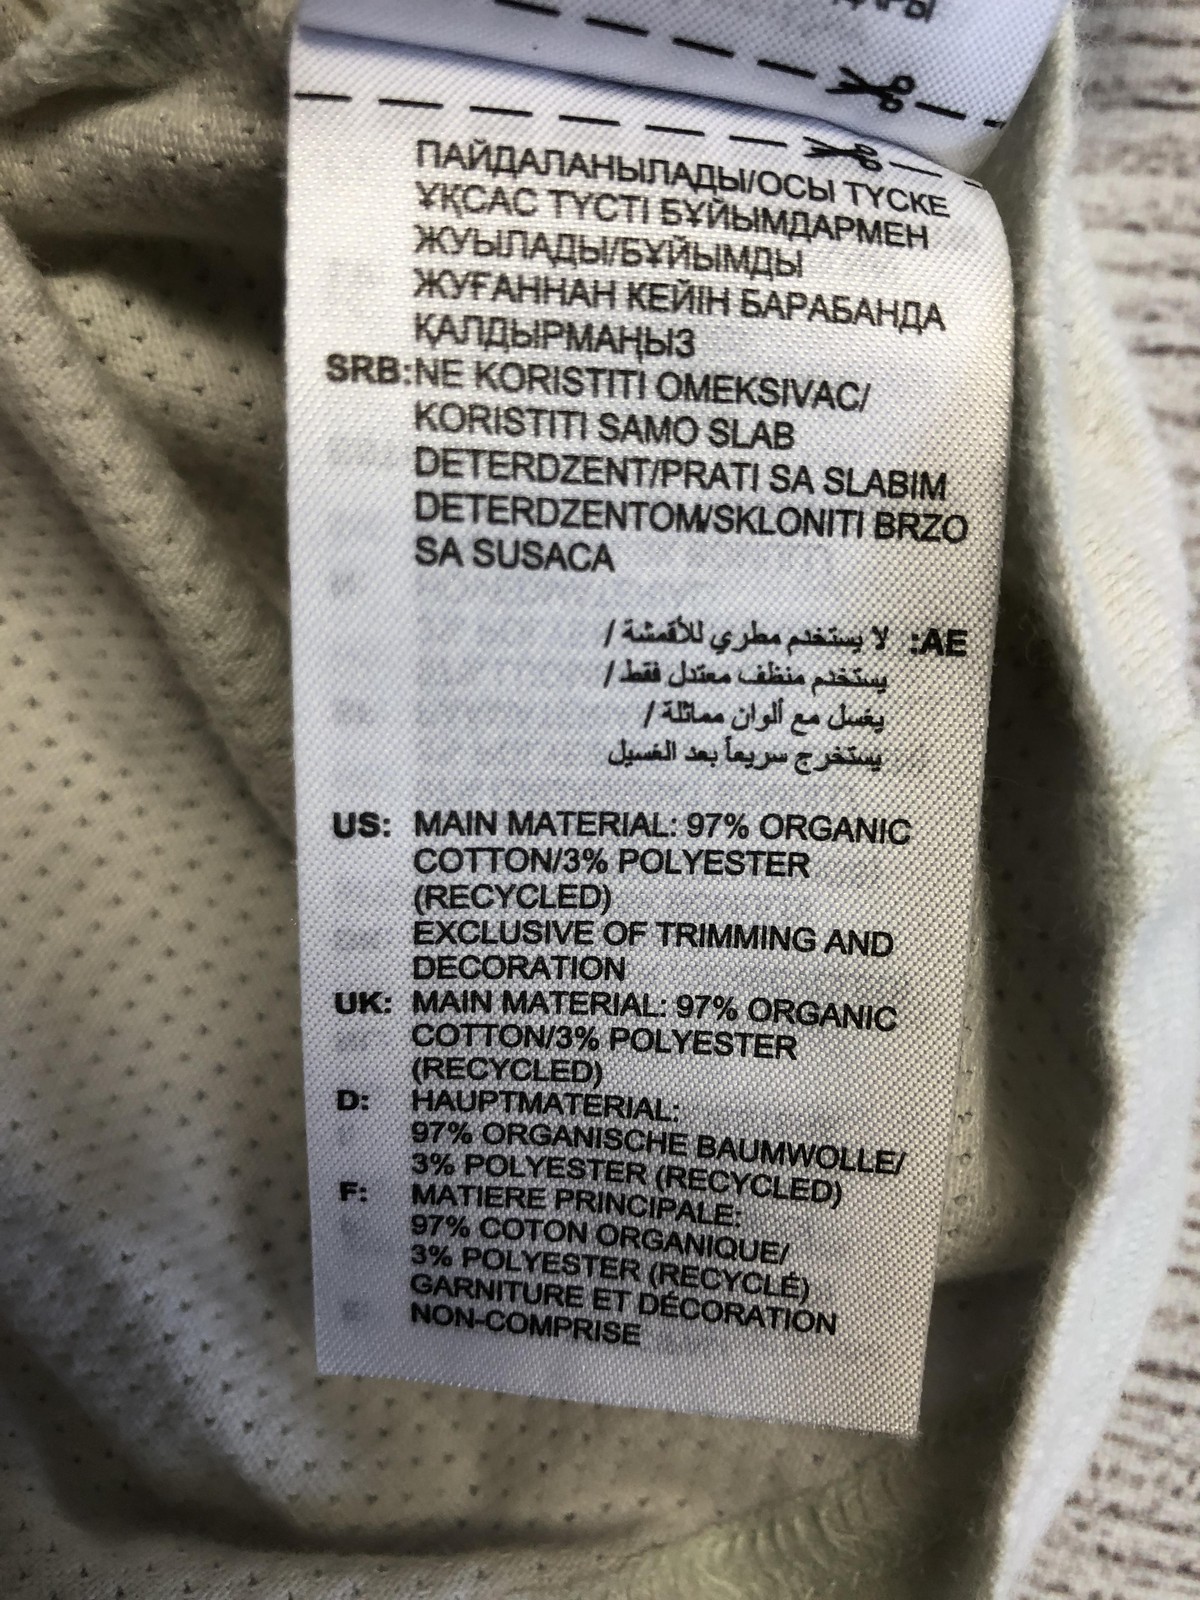 ПАЙДАЛАНЫЛАДЫ/ОСЫ ТҮСКЕ
ҰҚСАС ТҮСТІ БҰЙЫМДАРМЕН
ЖУЫЛАДЫ/БҰЙЫМДЫ
ЖУҒАННАН КЕЙІН БАРАБАНДА
ҚАЛДЫРМАҢЫЗ
SRB: NE KORISTITI OMEKSIVAC/
KORISTITI SAMO SLAB
DETERDZENT/PRATI SA SLABIM
DETERDZENTOM/SKLONITI BRZO
SA SUSACA
AE: لا يستخدم مطري للأقمشة /
يستخدم منظف معتدل فقط /
يغسل مع ألوان مماثلة /
يستخرج سريعاً بعد الغسيل
US: MAIN MATERIAL: 97% ORGANIC
COTTON/3% POLYESTER
(RECYCLED)
EXCLUSIVE OF TRIMMING AND
DECORATION
UK: MAIN MATERIAL: 97% ORGANIC
COTTON/3% POLYESTER
(RECYCLED)
D: HAUPTMATERIAL:
97% ORGANISCHE BAUMWOLLE/
3% POLYESTER (RECYCLED)
F: MATIERE PRINCIPALE:
97% COTON ORGANIQUE/
3% POLYESTER (RECYCLÉ)
GARNITURE ET DÉCORATION
NON-COMPRISE